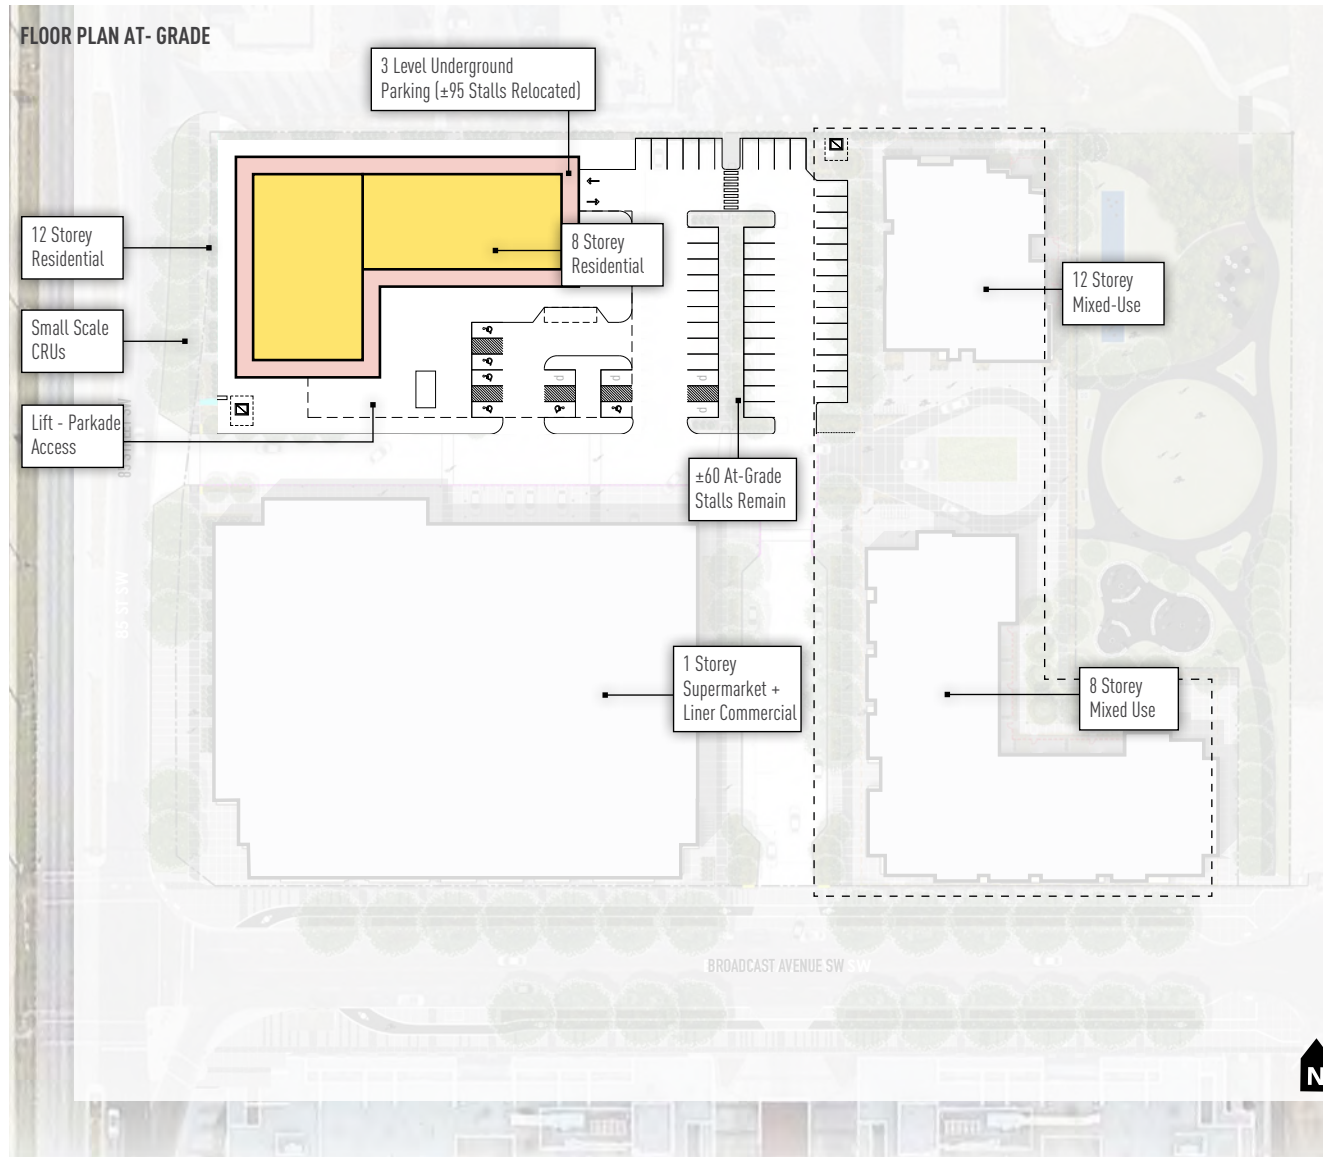 FLOOR PLAN AT- GRADE
3 Level Underground
Parking (±95 Stalls Relocated)
12 Storey
Residential
8 Storey
Residential
12 Storey
Mixed-Use
Small Scale
CRUs
Lift - Parkade
Access
±60 At-Grade
Stalls Remain
85 ST SW
1 Storey
Supermarket +
Liner Commercial
8 Storey
Mixed Use
BROADCAST AVENUE SW SW
N